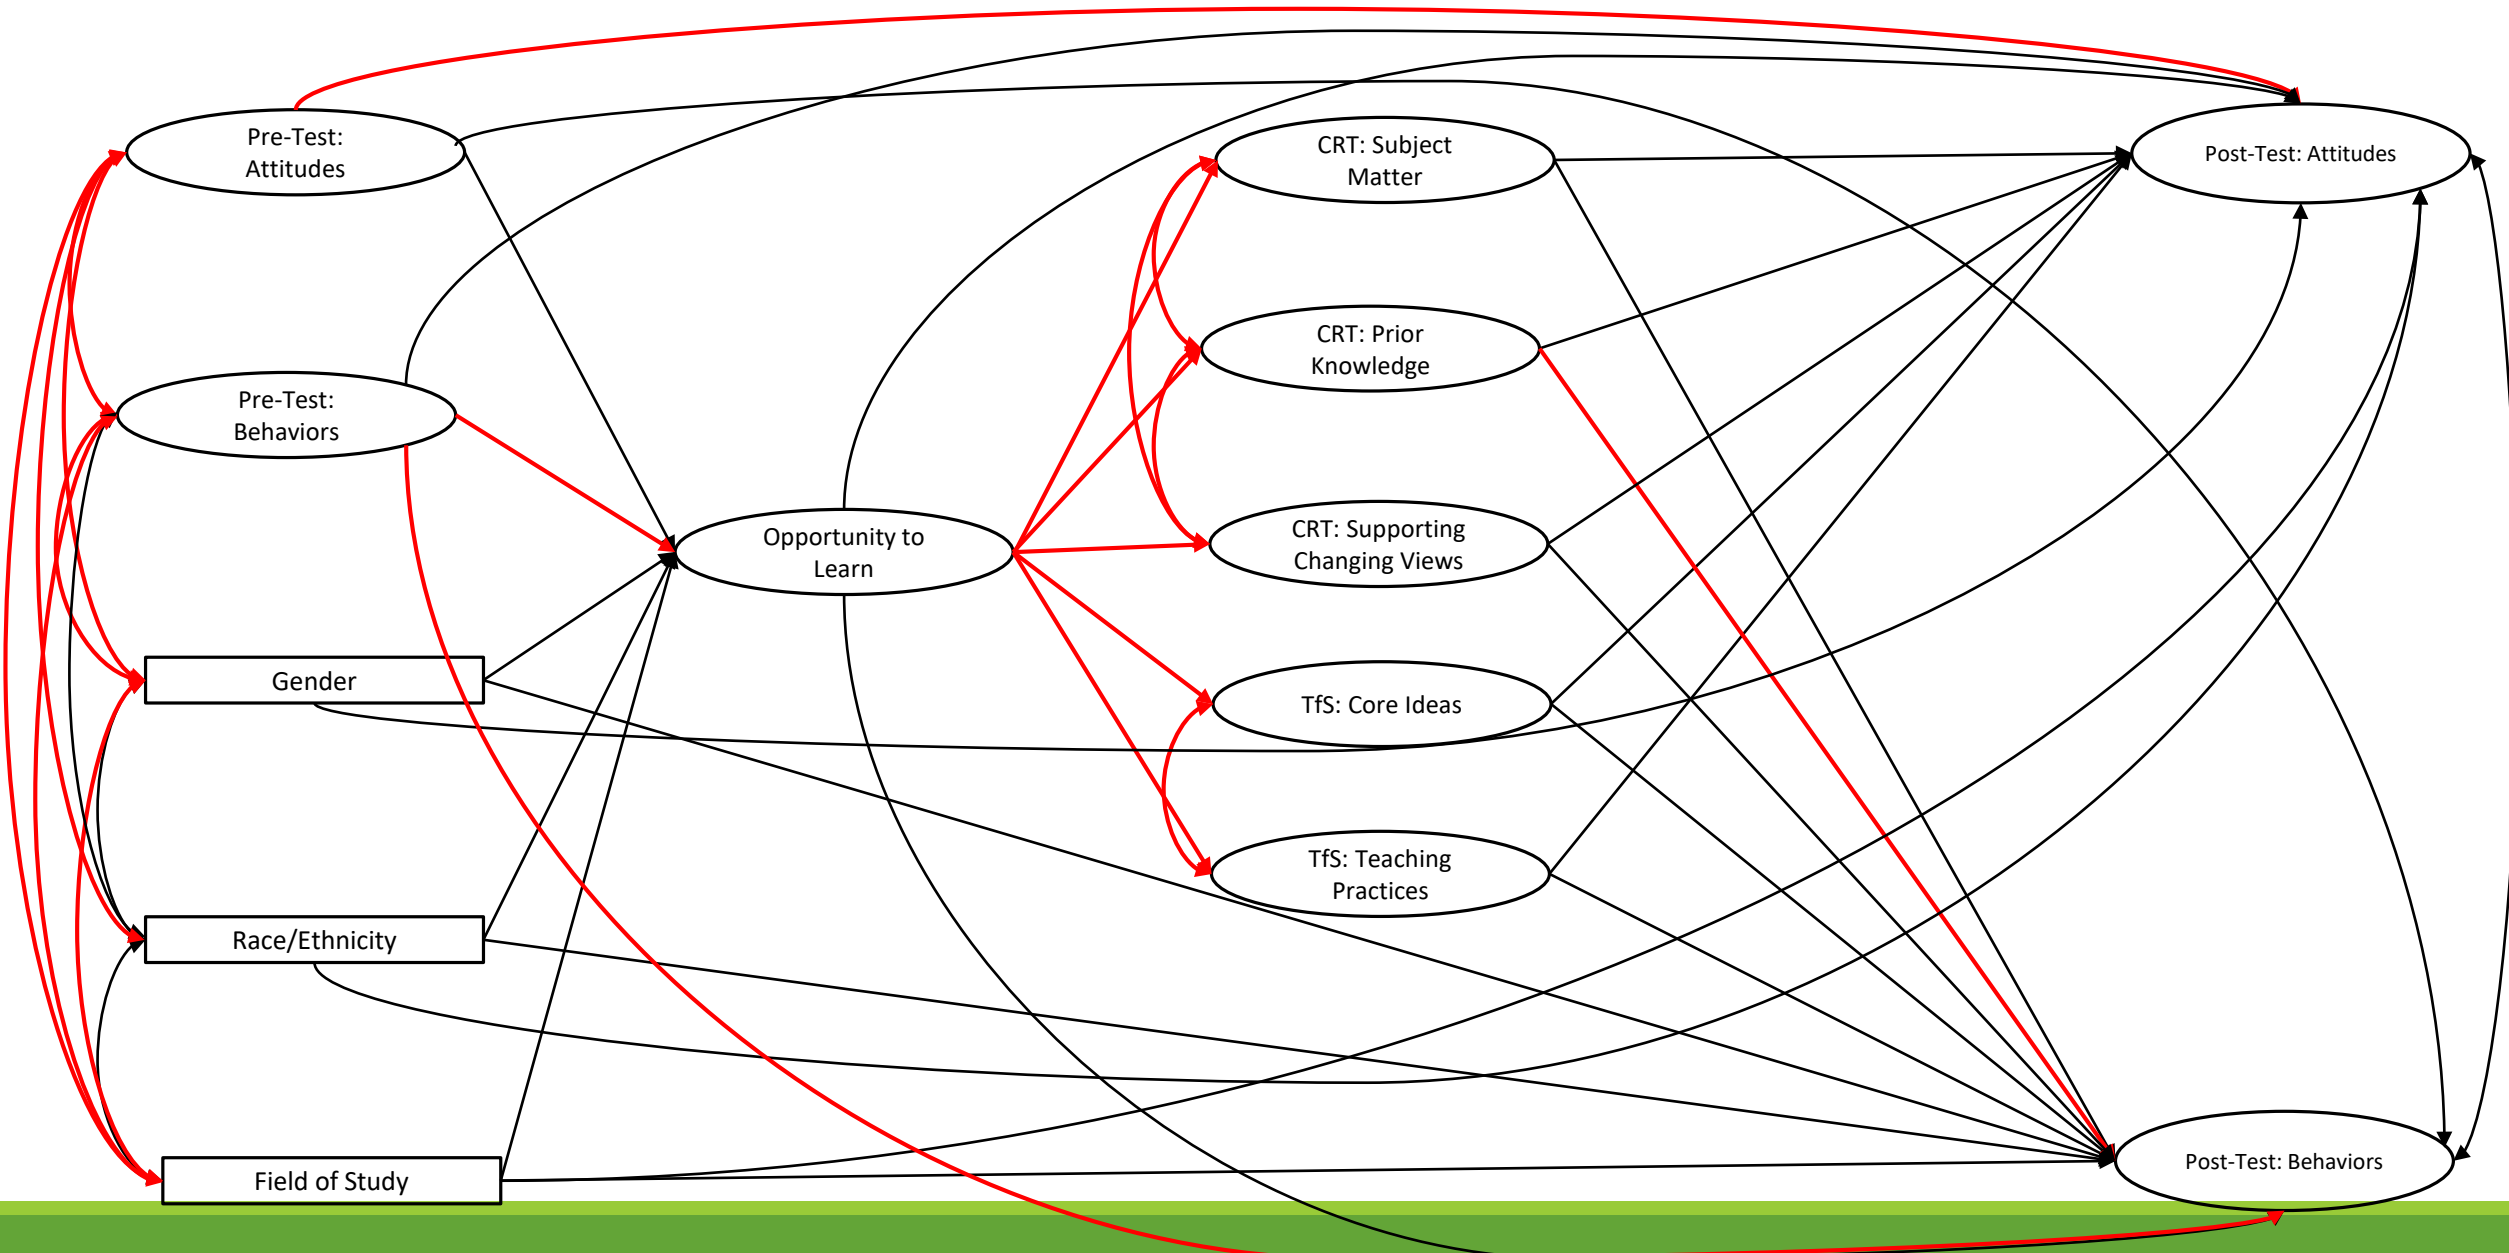 Pre-Test:
Attitudes
Pre-Test:
Behaviors
Gender
Race/Ethnicity
Field of Study
Opportunity to
Learn
CRT: Subject
Matter
CRT: Prior
Knowledge
CRT: Supporting
Changing Views
TfS: Core Ideas
TfS: Teaching
Practices
Post-Test: Attitudes
Post-Test: Behaviors